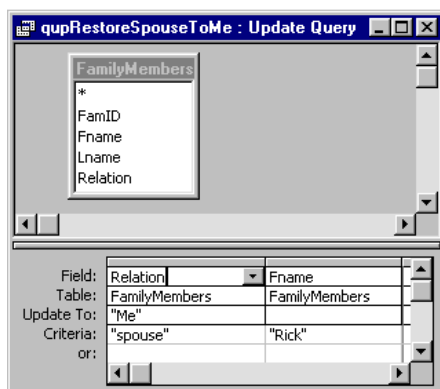 qupRestoreSpouseToMe : Update Query
FamilyMembers
*
FamID
Fname
Lname
Relation
Field: Relation Fname
Table: FamilyMembers FamilyMembers
Update To: "Me"
Criteria: "spouse" "Rick"
or: